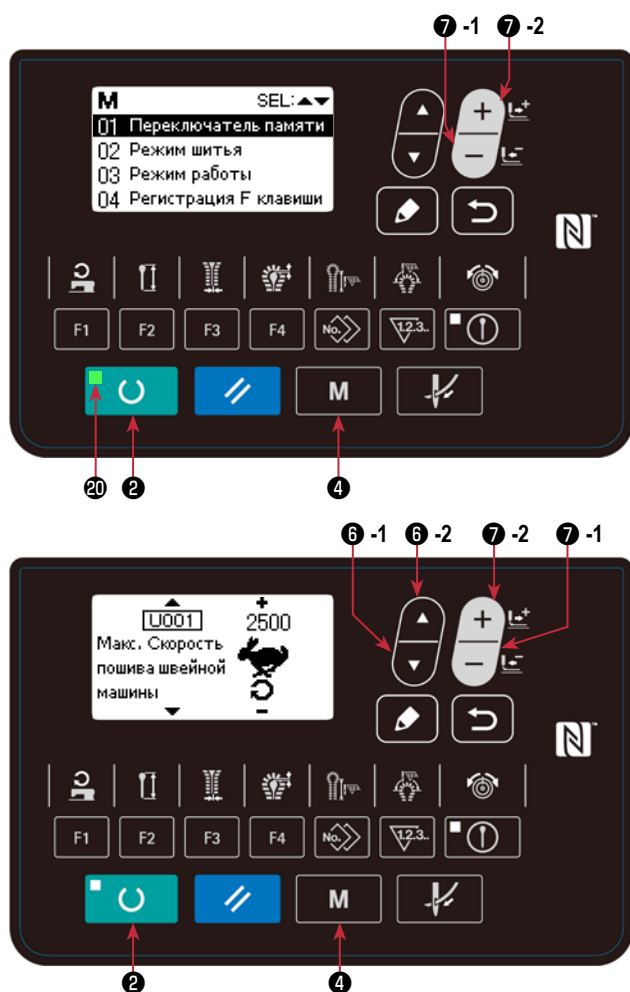 ❼ -1 ❼ -2
M SEL:▲▼
01 Переключатель памяти
02 Режим шитья
03 Режим работы
04 Регистрация F клавиши
+
−
F1 F2 F3 F4 No. 1.2.3..
M
⓴ ❷ ❹
❻ -1 ❻ -2 ❼ -2 ❼ -1
U001 + 2500
Макс. Скорость
пошива швейной
машины
−
+
−
F1 F2 F3 F4 No. 1.2.3..
M
❷ ❹